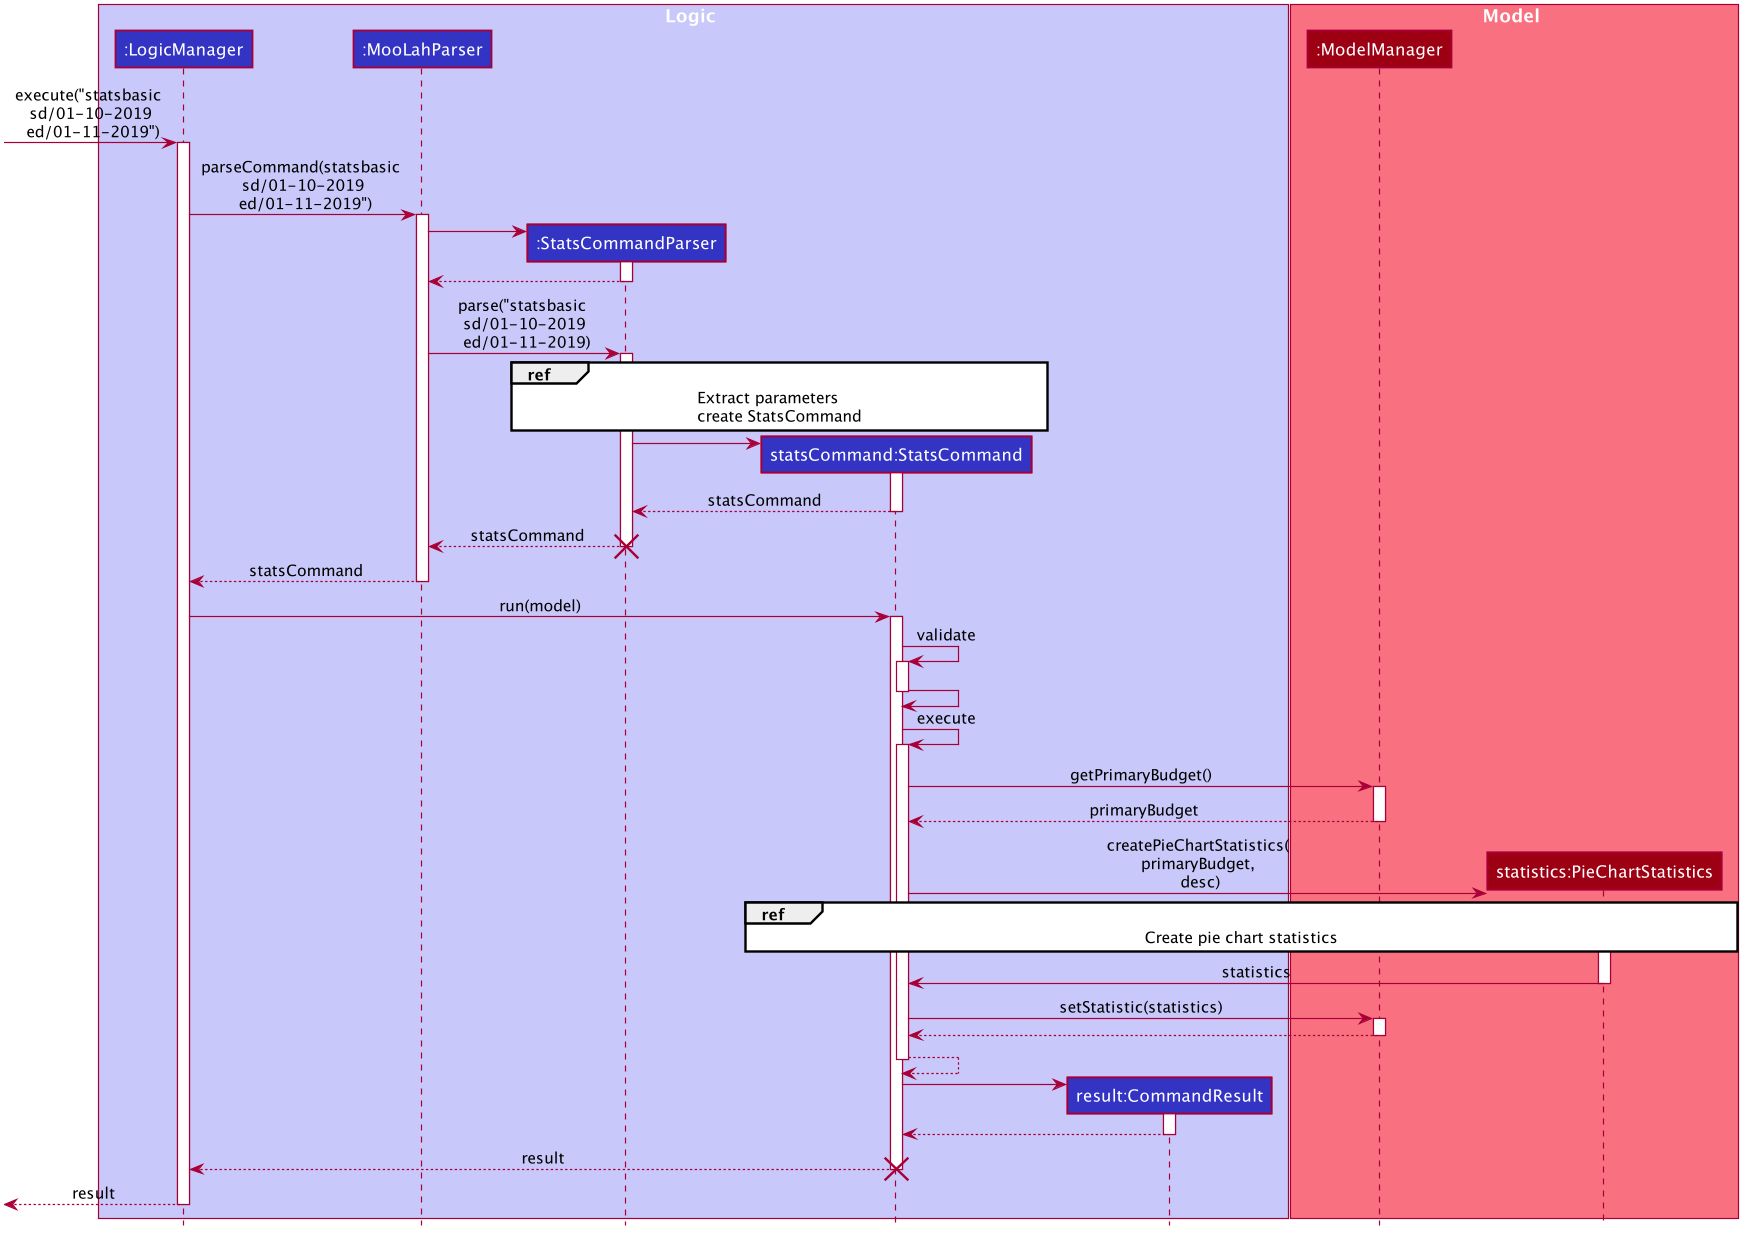 Logic
Model
:LogicManager
:MooLahParser
:ModelManager
execute("statsbasic
sd/01-10-2019
ed/01-11-2019")
parseCommand(statsbasic
sd/01-10-2019
ed/01-11-2019")
:StatsCommandParser
parse("statsbasic
sd/01-10-2019
ed/01-11-2019)
ref
Extract parameters
create StatsCommand
statsCommand:StatsCommand
statsCommand
statsCommand
statsCommand
run(model)
validate
execute
getPrimaryBudget()
primaryBudget
createPieChartStatistics(
primaryBudget,
desc)
statistics:PieChartStatistics
ref
Create pie chart statistics
statistics
setStatistic(statistics)
result:CommandResult
result
result